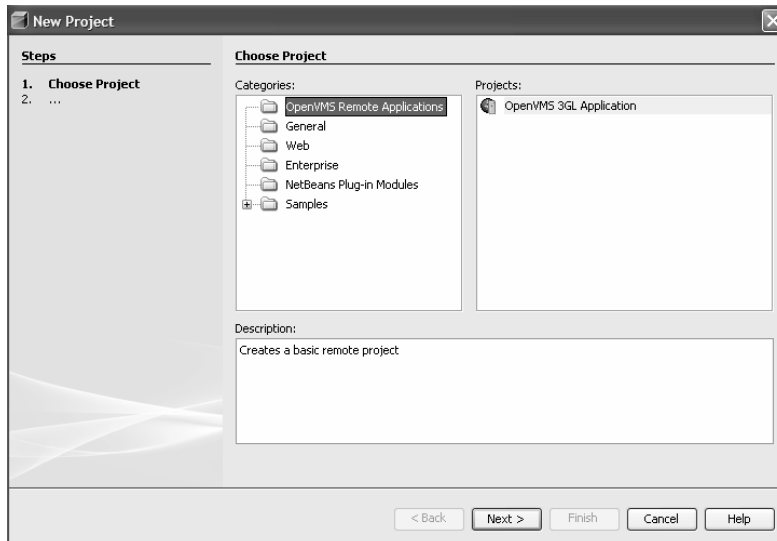 New Project
Steps
1. Choose Project
2. ...
Choose Project
Categories:
OpenVMS Remote Applications
General
Web
Enterprise
NetBeans Plug-in Modules
Samples
Projects:
OpenVMS 3GL Application
Description:
Creates a basic remote project
< Back
Next >
Finish
Cancel
Help